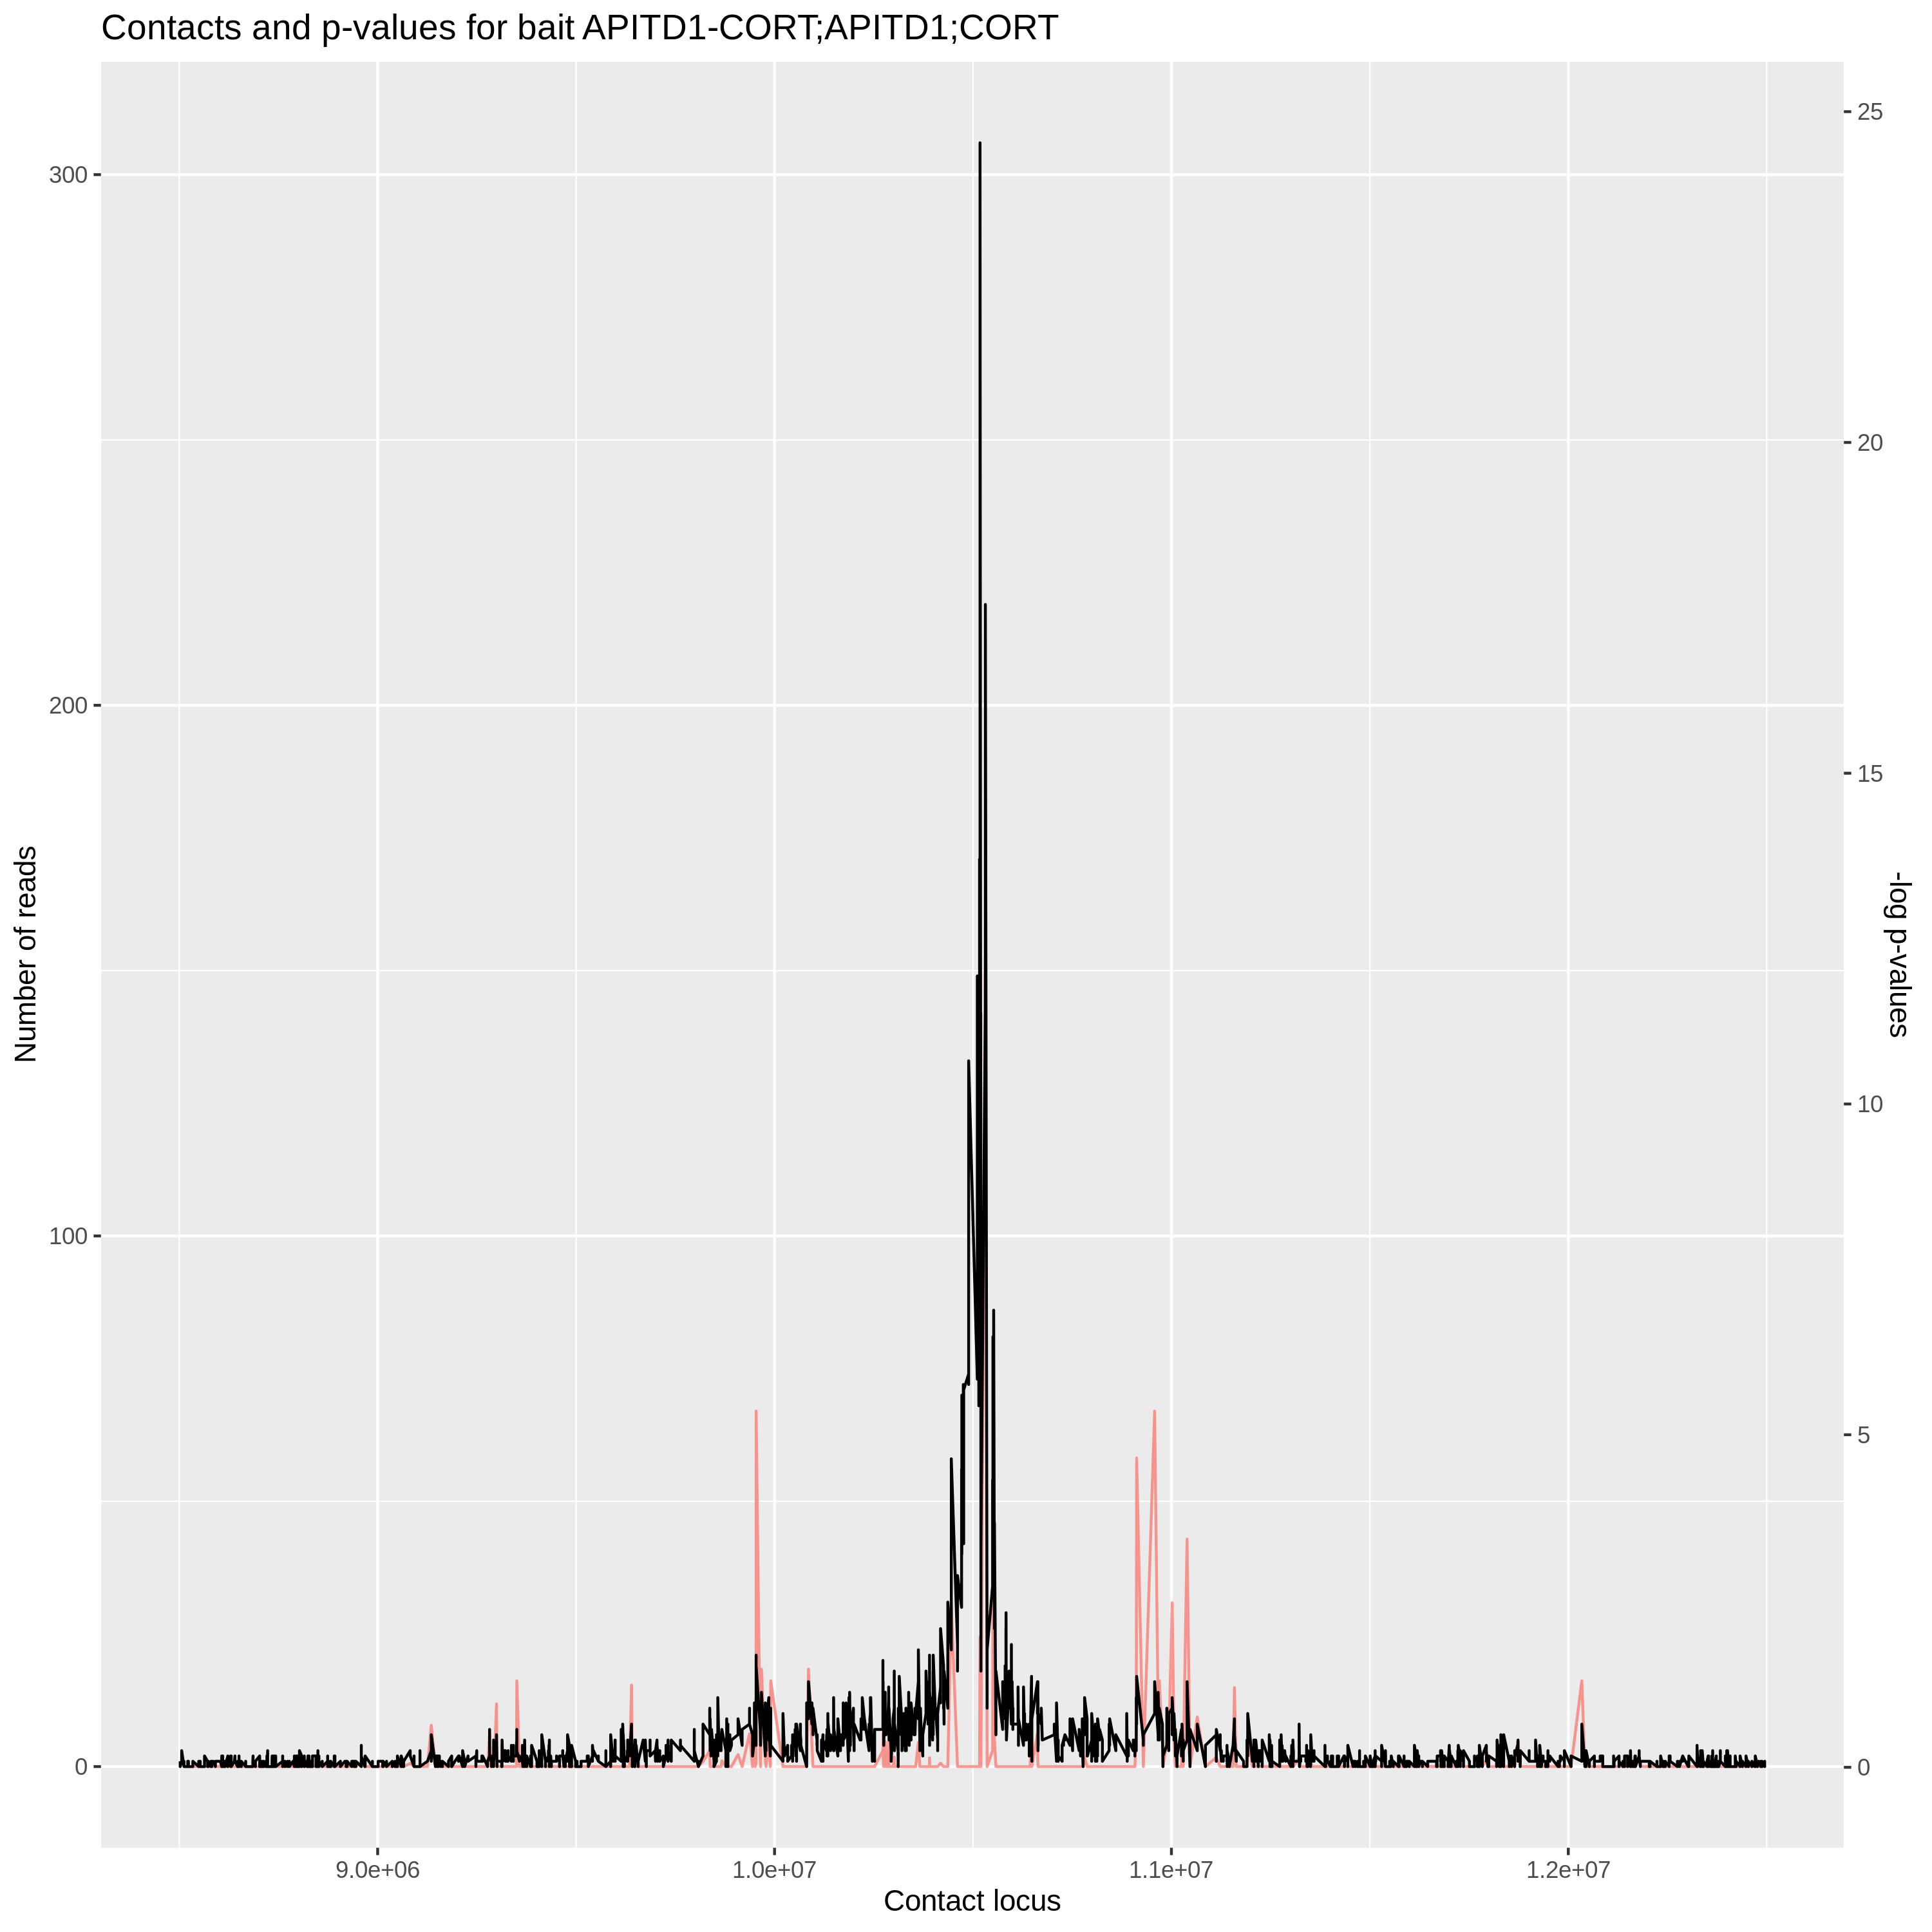 Contacts and p-values for bait APITD1-CORT;APITD1;CORT
Number of reads
300
200
100
0
25
20
15
10
5
0
-log p-values
9.0e+06
1.0e+07
1.1e+07
1.2e+07
Contact locus